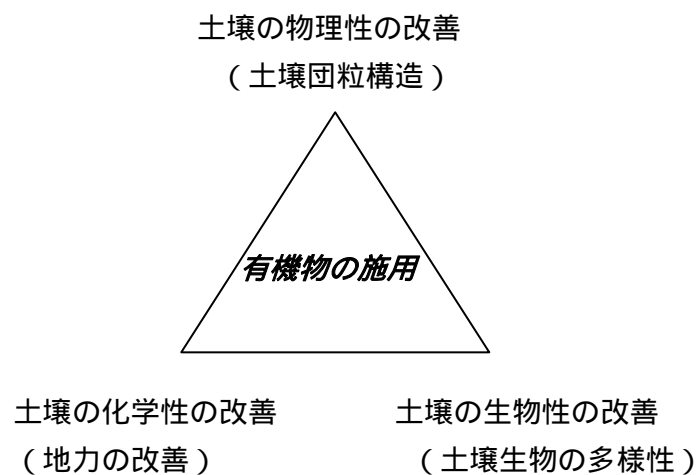 土壌の物理性の改善
（土壌団粒構造）
有機物の施用
土壌の化学性の改善
（地力の改善）
土壌の生物性の改善
（土壌生物の多様性）